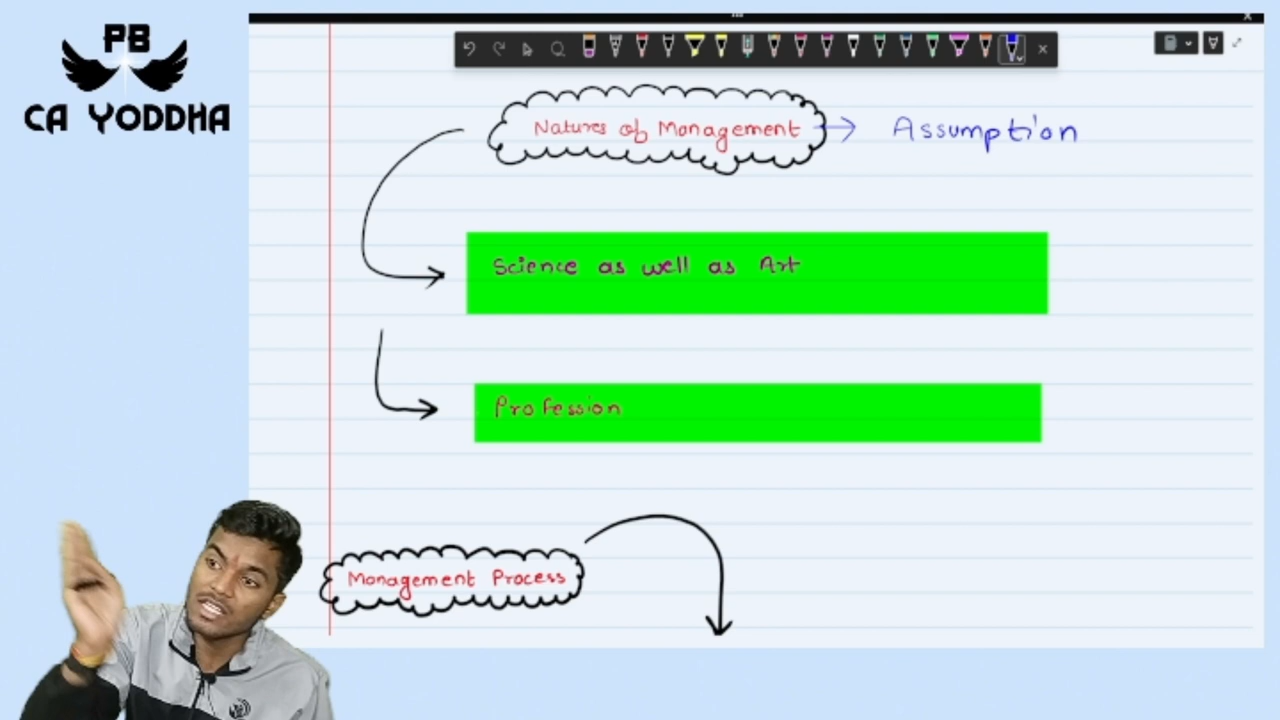 PB
CA YODDHA
Natures of Management → Assumption
Science as well as Art
Profession
Management Process